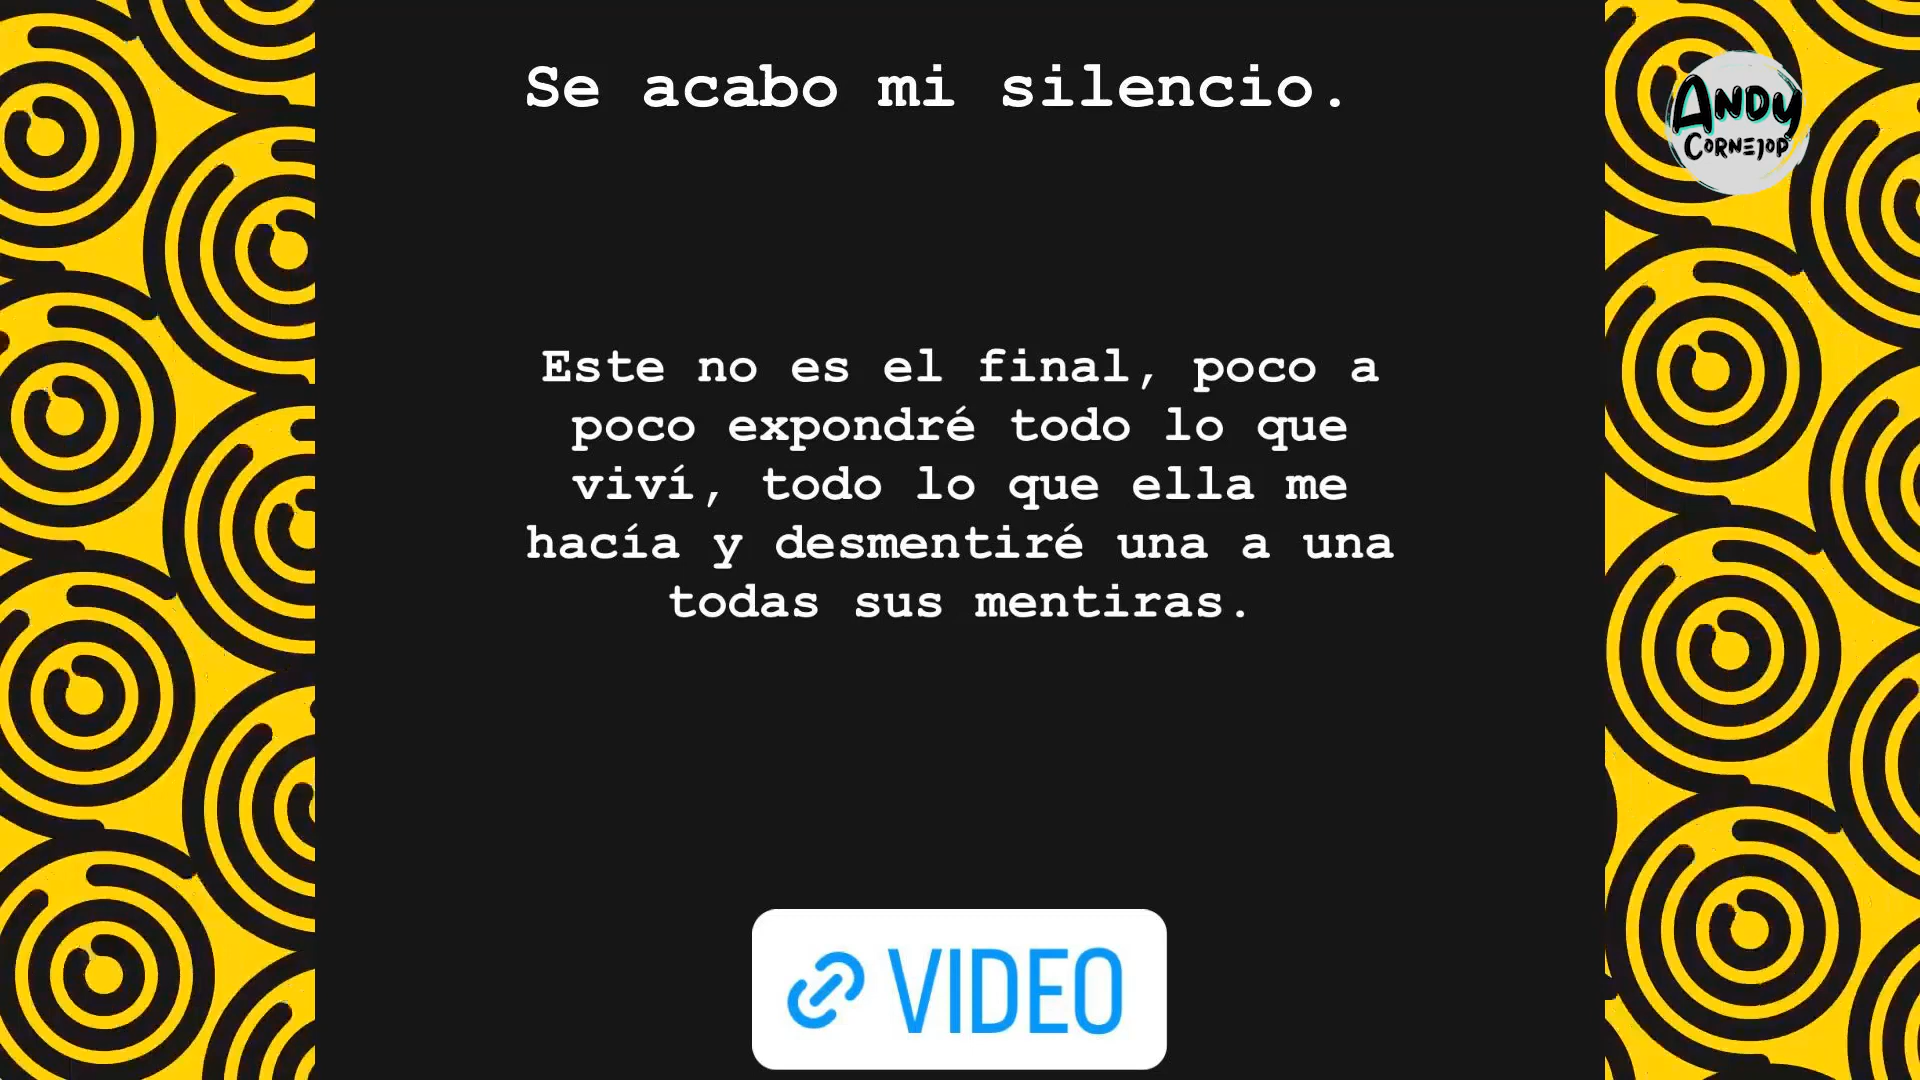 Se acabo mi silencio.
ANDY
CORNEJOP
Este no es el final, poco a
poco expondré todo lo que
viví, todo lo que ella me
hacía y desmentiré una a una
todas sus mentiras.
VIDEO